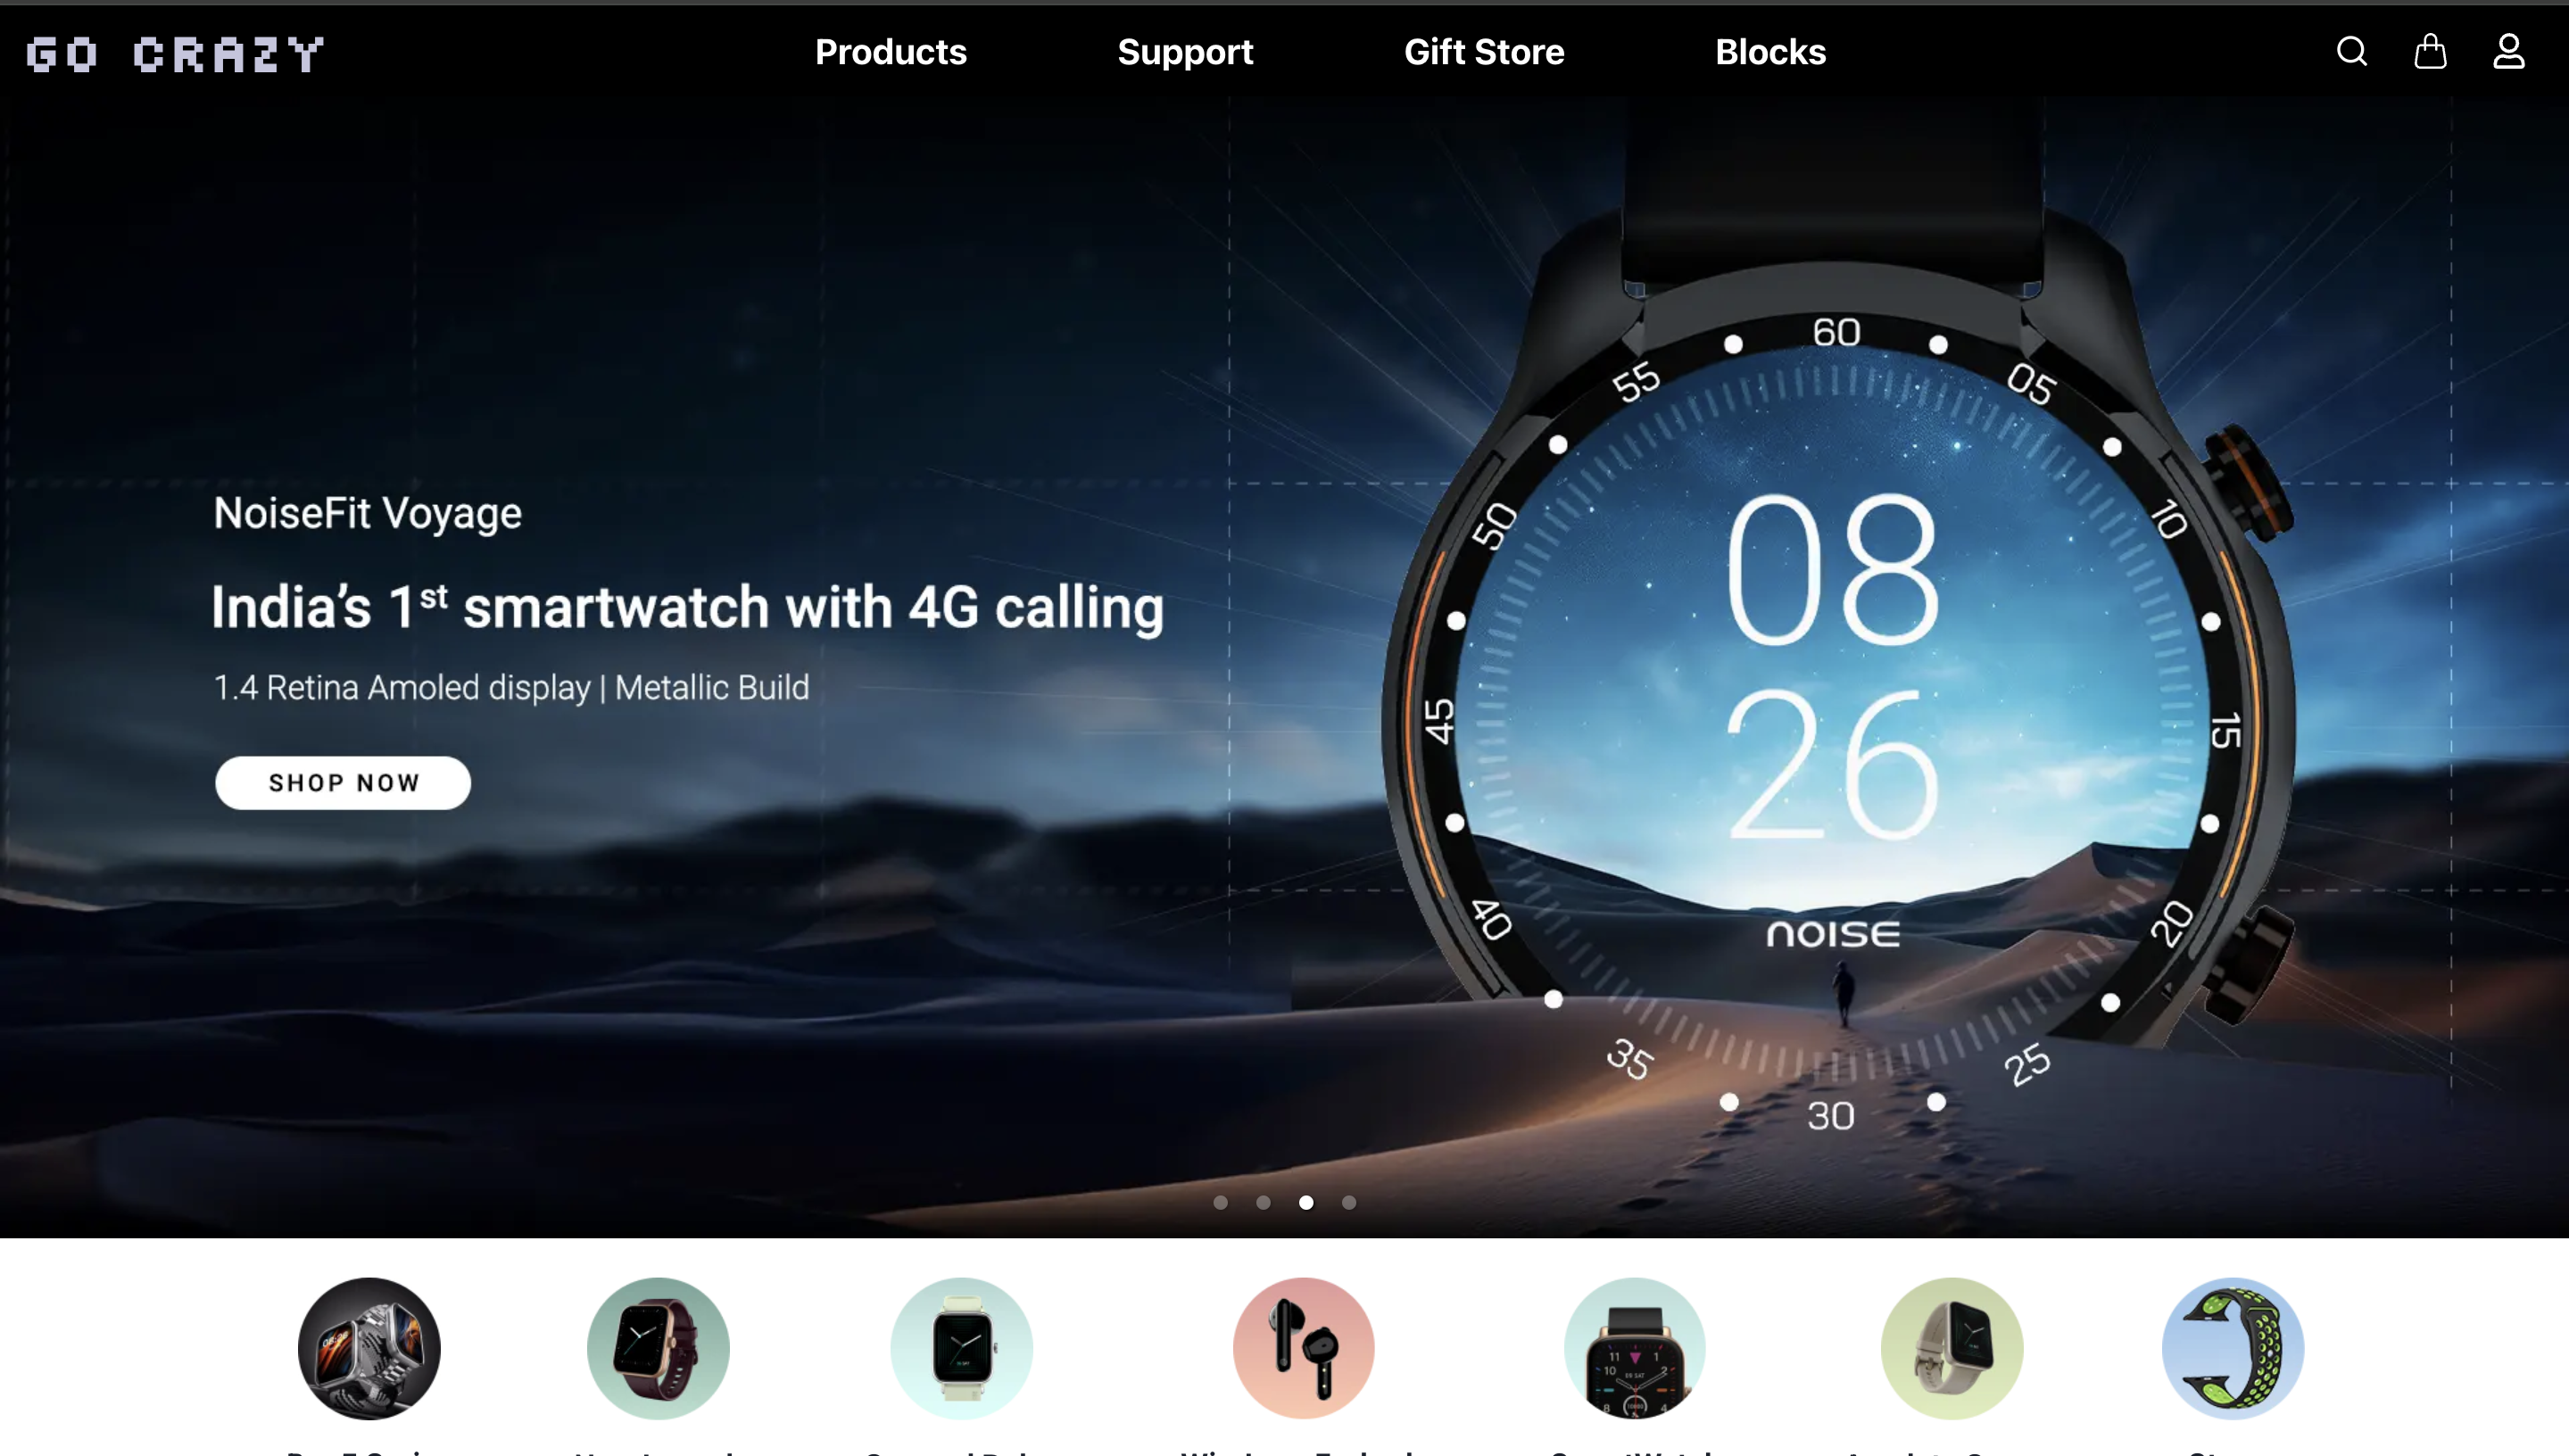 GO CRAZY
Products Support Gift Store Blocks
NoiseFit Voyage
India's 1st smartwatch with 4G calling
1.4 Retina Amoled display | Metallic Build
SHOP NOW
60
55 05
50 10
08
26
45 15
40 20
NOISE
35 25
30